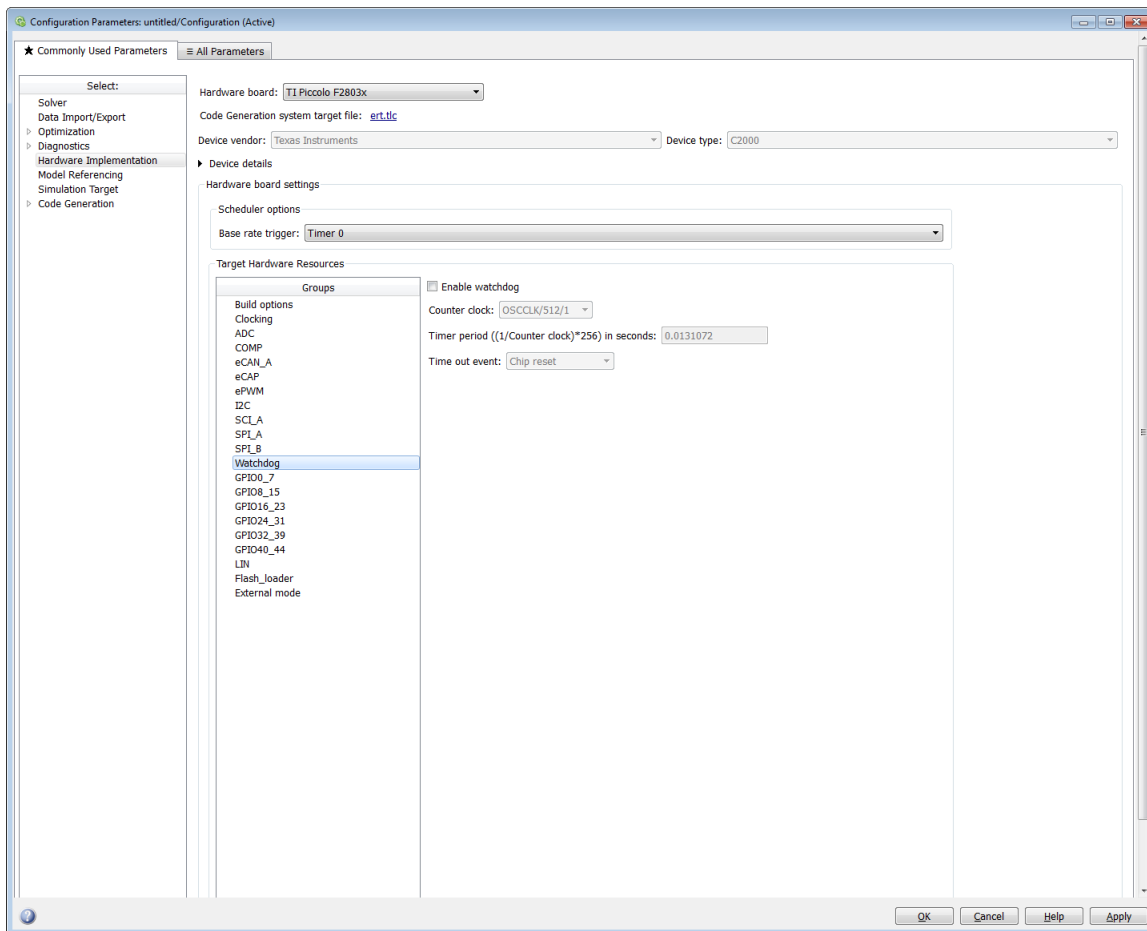 Configuration Parameters: untitled/Configuration (Active)
★ Commonly Used Parameters
≡ All Parameters
Select:
Solver
Data Import/Export
Optimization
Diagnostics
Hardware Implementation
Model Referencing
Simulation Target
Code Generation
Hardware board: TI Piccolo F2803x
Code Generation system target file: ert.tlc
Device vendor: Texas Instruments Device type: C2000
Device details
Hardware board settings
Scheduler options
Base rate trigger: Timer 0
Target Hardware Resources
Groups
Build options
Clocking
ADC
COMP
eCAN_A
eCAP
ePWM
I2C
SCI_A
SPI_A
SPI_B
Watchdog
GPIO0_7
GPIO8_15
GPIO16_23
GPIO24_31
GPIO32_39
GPIO40_44
LIN
Flash_loader
External mode
Enable watchdog
Counter clock: OSCCLK/512/1
Timer period ((1/Counter clock)*256) in seconds: 0.0131072
Time out event: Chip reset
OK Cancel Help Apply